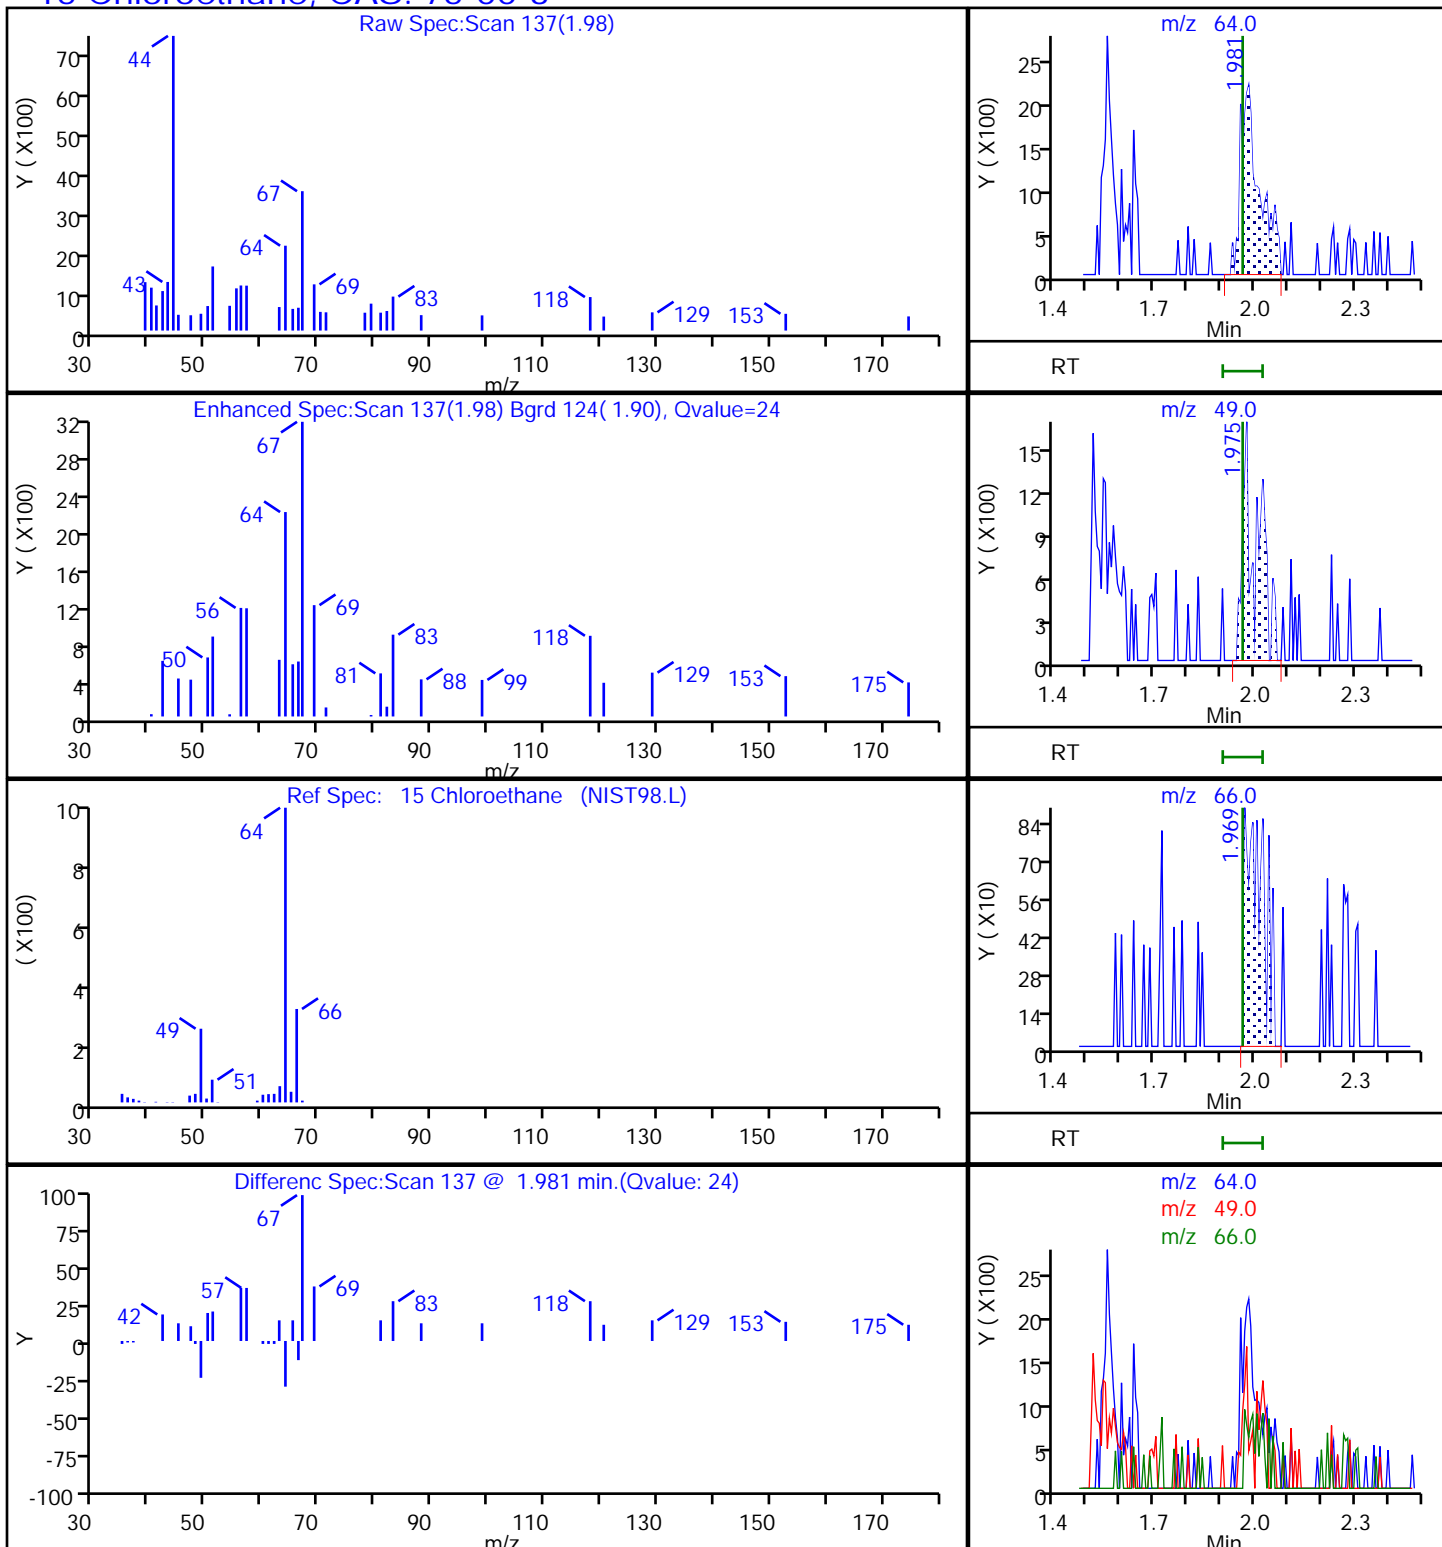 15 Chloroethane, CAS: 75-00-3
Raw Spec:Scan 137(1.98)
Y ( X100)
70
60
50
40
30
20
10
0
44
67
64
43
69
83
118
129
153
30 50 70 90 110 130 150 170
m/z
m/z 64.0
Y ( X100)
25
20
15
10
5
0
1.981
1.4 1.7 2.0 2.3
Min
RT
Enhanced Spec:Scan 137(1.98) Bgrd 124( 1.90), Qvalue=24
Y ( X100)
32
28
24
20
16
12
8
4
0
67
64
56
69
50
83
118
81
88
99
129
153
175
30 50 70 90 110 130 150 170
m/z
m/z 49.0
Y ( X100)
15
12
9
6
3
0
1.975
1.4 1.7 2.0 2.3
Min
RT
Ref Spec: 15 Chloroethane (NIST98.L)
( X100)
10
8
6
4
2
0
64
49
66
51
30 50 70 90 110 130 150 170
m/z 66.0
Y ( X10)
84
70
56
42
28
14
0
1.969
1.4 1.7 2.0 2.3
Min
RT
Differenc Spec:Scan 137 @ 1.981 min.(Qvalue: 24)
Y
100
75
50
25
0
-25
-50
-75
-100
67
57
69
42
83
118
129
153
175
30 50 70 90 110 130 150 170
m/z
m/z 64.0
m/z 49.0
m/z 66.0
Y ( X100)
25
20
15
10
5
0
1.4 1.7 2.0 2.3
Min